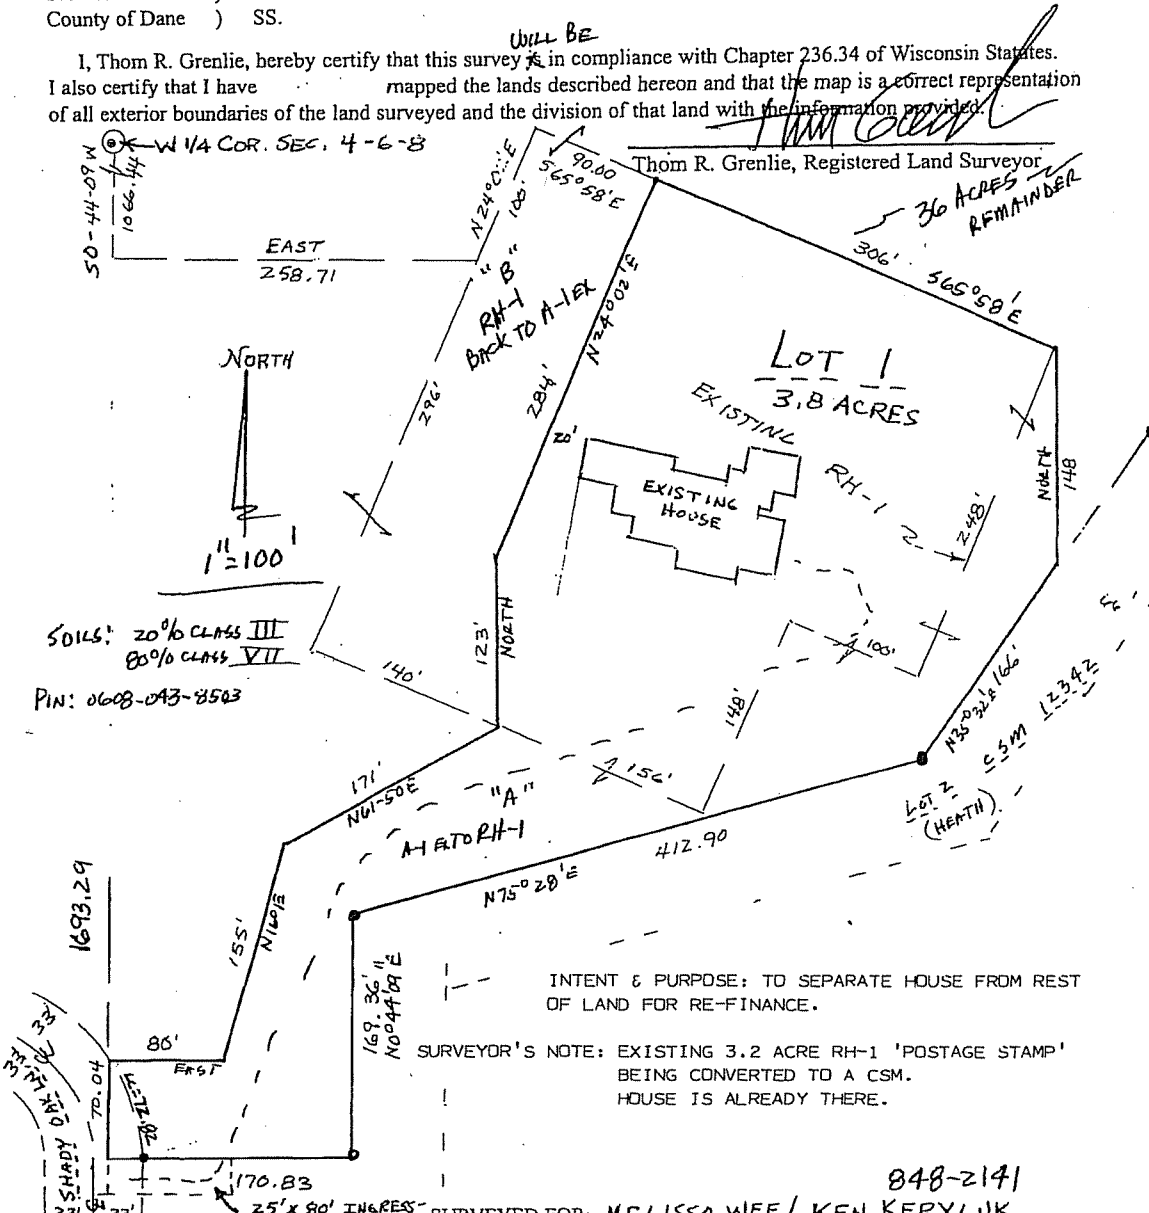 County of Dane ) SS.
WILL BE
I, Thom R. Grenlie, hereby certify that this survey is in compliance with Chapter 236.34 of Wisconsin Statutes.
I also certify that I have mapped the lands described hereon and that the map is a correct representation
of all exterior boundaries of the land surveyed and the division of that land with the information provided.
W 1/4 COR. SEC. 4-6-8
Thom R. Grenlie, Registered Land Surveyor
S0-44-09W
1066.44
EAST
258.71
100'
90.00
S65°58'E
36 ACRES
REMAINDER
306'
S65°58'E
"B"
RH-1
BACK TO A-1EX
N24°02'E
284'
296'
NORTH
1"=100'
LOT 1
3.8 ACRES
EXISTING
RH-1
20'
EXISTING
HOUSE
248'
NORTH
148
SOILS: 20% CLASS III
80% CLASS VII
PIN: 0608-043-8503
123'
NORTH
140'
100'
148'
156'
N35°32'E 166'
LOT 2 CSM 12342
(HEATH)
171'
N61-50E
"A"
A-1 EX TO RH-1
412.90
N75°28'E
1693.29
155'
N16°E
169.36'
N0°44'09"E
INTENT & PURPOSE: TO SEPARATE HOUSE FROM REST
OF LAND FOR RE-FINANCE.
SURVEYOR'S NOTE: EXISTING 3.2 ACRE RH-1 'POSTAGE STAMP'
BEING CONVERTED TO A CSM.
HOUSE IS ALREADY THERE.
33'
33'
80'
EAST
70.04
72.82
SHADY OAK LANE
170.83
848-2141
25'X 80' INGRESS-
SURVEYED FOR: MELISSA WEE/ KEN KEPYLUK